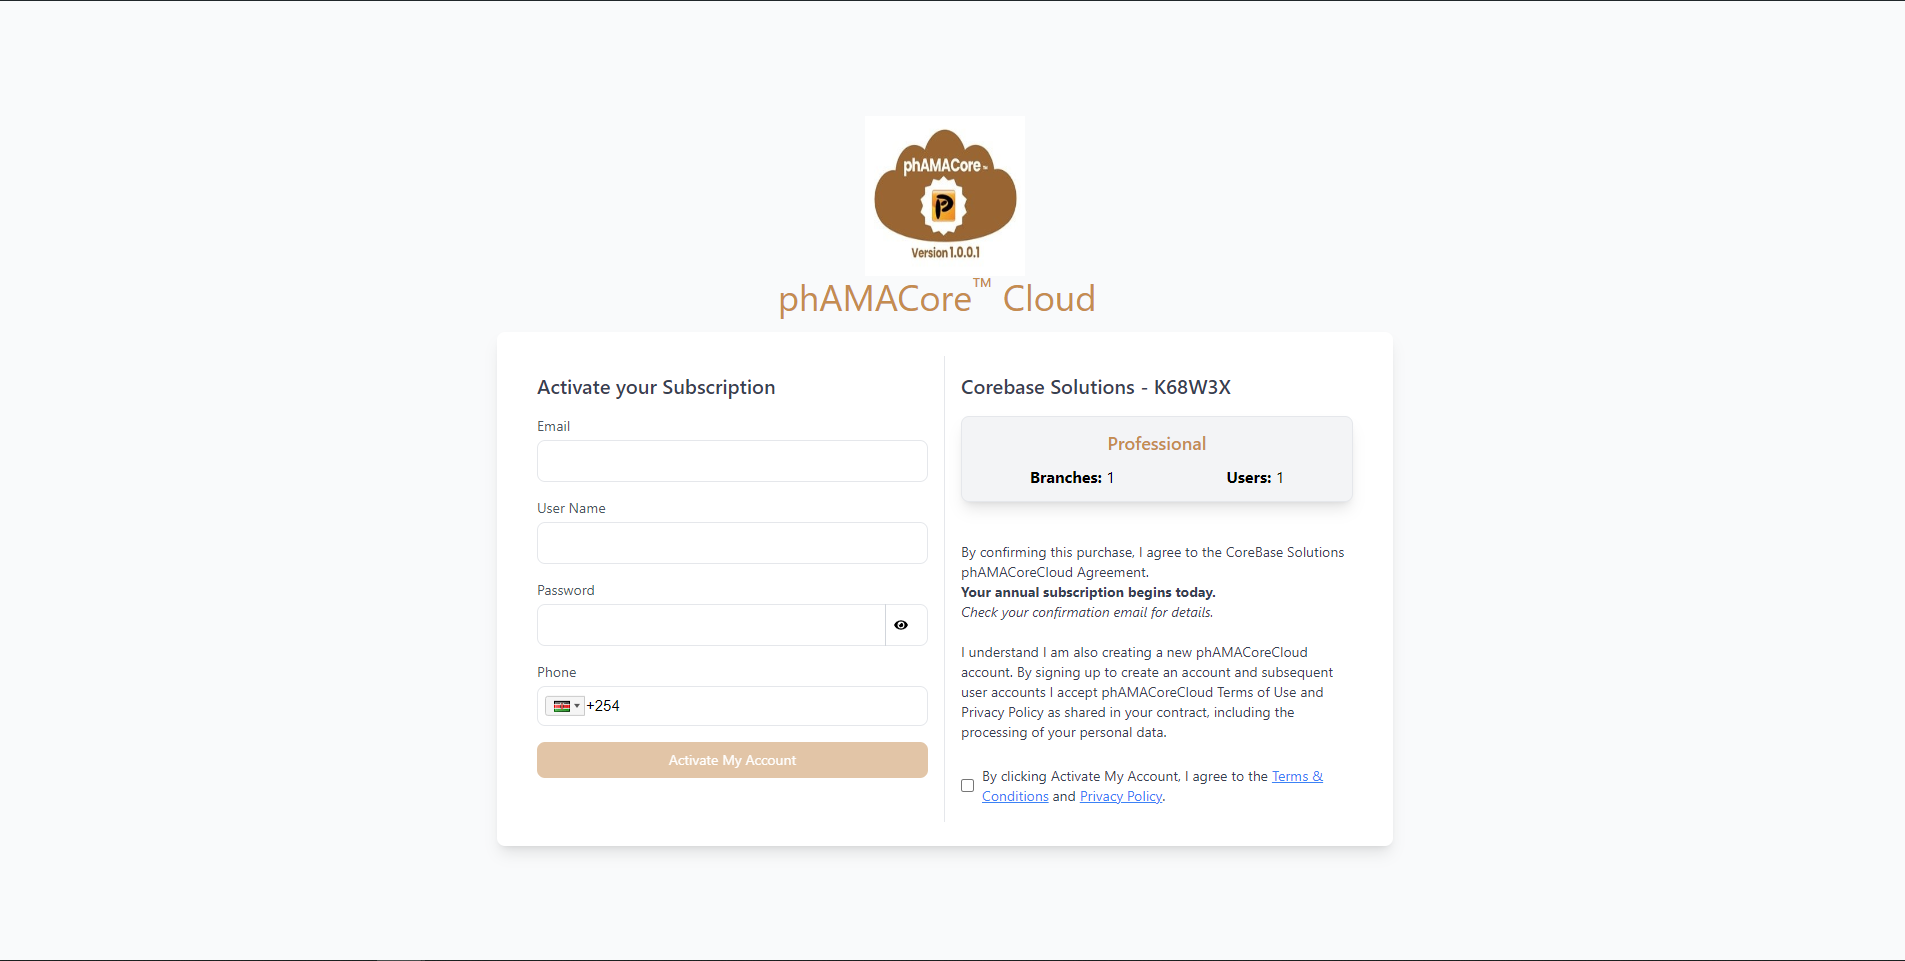 phAMACore™
P
Version 1.0.0.1
phAMACore™ Cloud
Activate your Subscription
Email
User Name
Password
Phone
+254
Activate My Account
Corebase Solutions - K68W3X
Professional
Branches: 1
Users: 1
By confirming this purchase, I agree to the CoreBase Solutions
phAMACoreCloud Agreement.
Your annual subscription begins today.
Check your confirmation email for details.
I understand I am also creating a new phAMACoreCloud
account. By signing up to create an account and subsequent
user accounts I accept phAMACoreCloud Terms of Use and
Privacy Policy as shared in your contract, including the
processing of your personal data.
By clicking Activate My Account, I agree to the Terms &
Conditions and Privacy Policy.